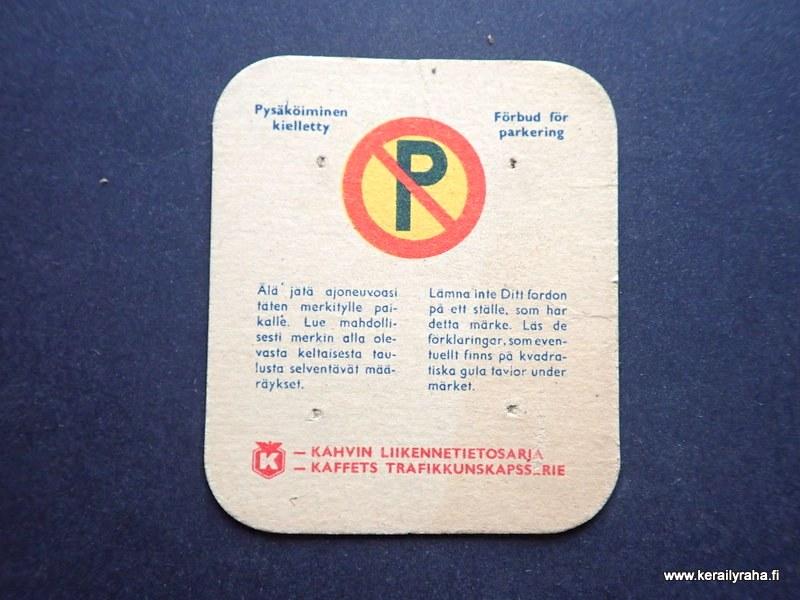 Pysäköiminen
kielletty
Förbud för
parkering
P
Älä jätä ajoneuvoasi
täten merkitylle pai-
kalle. Lue mahdolli-
sesti merkin alla ole-
vasta keltaisesta tau-
lusta selventävät mää-
räykset.
Lämna inte Ditt fordon
på ett ställe, som har
detta märke. Läs de
förklaringar, som even-
tuellt finns på kvadra-
tiska gula tavlor under
märket.
K
— KAHVIN LIIKENNETIETOSARJA
— KAFFETS TRAFIKKUNSKAPSSERIE
www.kerailyraha.fi